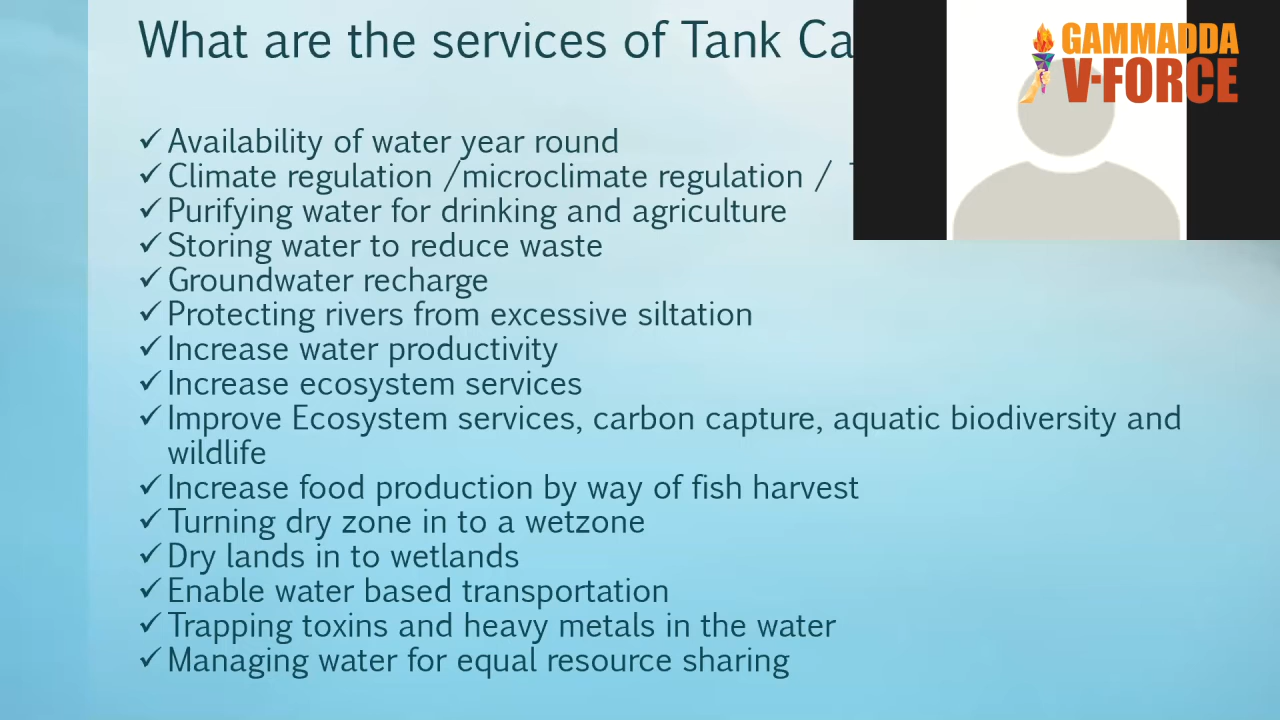 What are the services of Tank Ca
✓ Availability of water year round
✓ Climate regulation /microclimate regulation /
✓ Purifying water for drinking and agriculture
✓ Storing water to reduce waste
✓ Groundwater recharge
✓ Protecting rivers from excessive siltation
✓ Increase water productivity
✓ Increase ecosystem services
✓ Improve Ecosystem services, carbon capture, aquatic biodiversity and
wildlife
✓ Increase food production by way of fish harvest
✓ Turning dry zone in to a wetzone
✓ Dry lands in to wetlands
✓ Enable water based transportation
✓ Trapping toxins and heavy metals in the water
✓ Managing water for equal resource sharing
GAMMADDA
V-FORCE